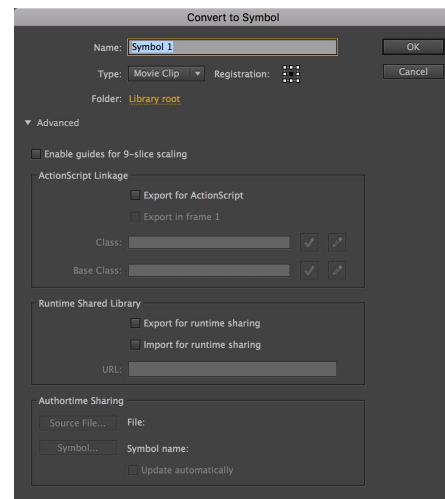 Convert to Symbol
Name: Symbol 1 OK
Type: Movie Clip Registration: Cancel
Folder: Library root
Advanced
Enable guides for 9-slice scaling
ActionScript Linkage
Export for ActionScript
Export in frame 1
Class:
Base Class:
Runtime Shared Library
Export for runtime sharing
Import for runtime sharing
URL:
Authortime Sharing
Source File... File:
Symbol... Symbol name:
Update automatically